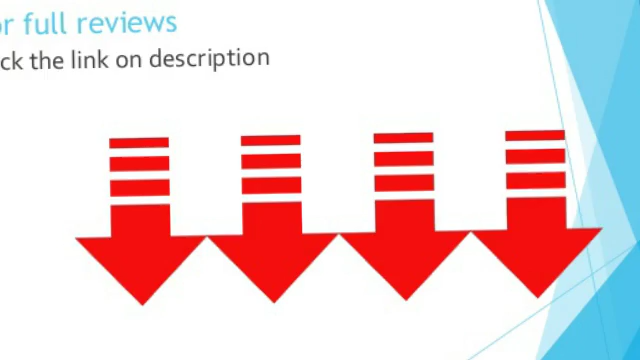 or full reviews
ck the link on description